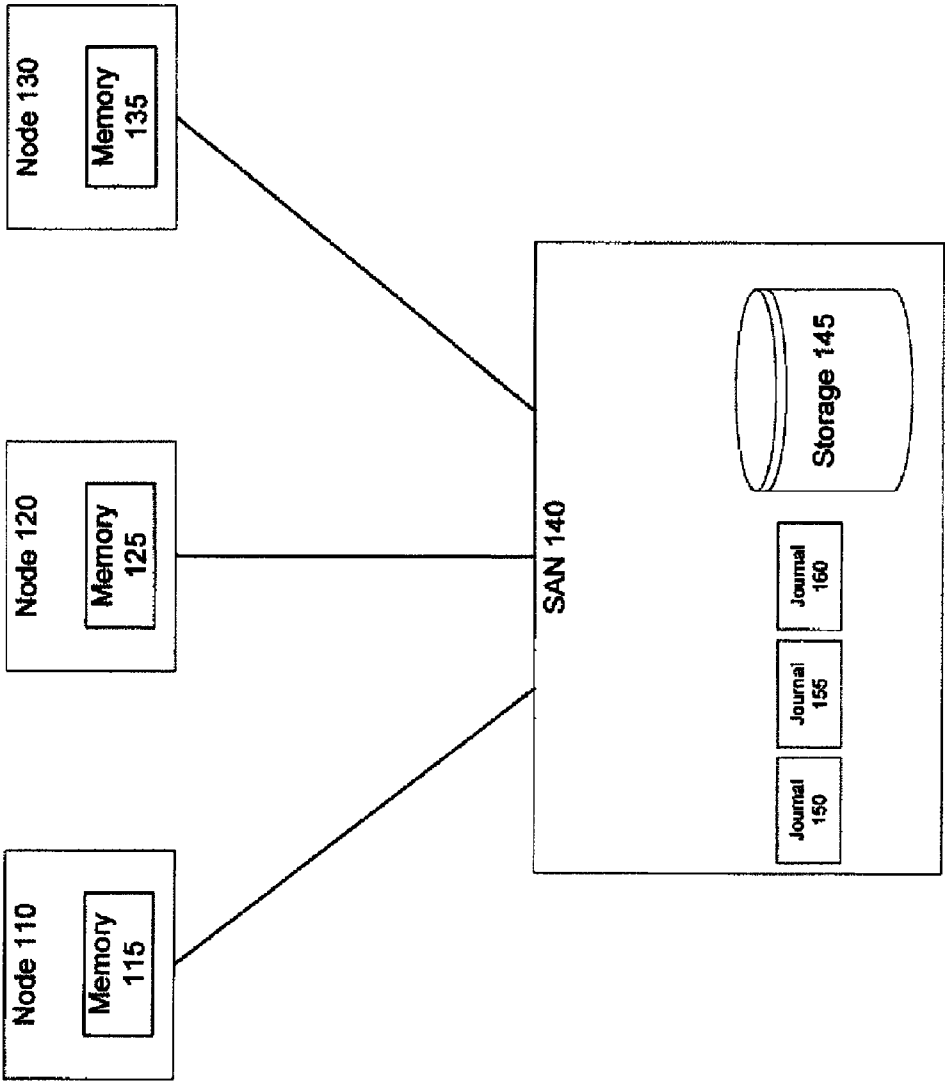 Node 110
Memory
115
Node 120
Memory
125
Node 130
Memory
135
SAN 140
Journal
150
Journal
155
Journal
160
Storage 145